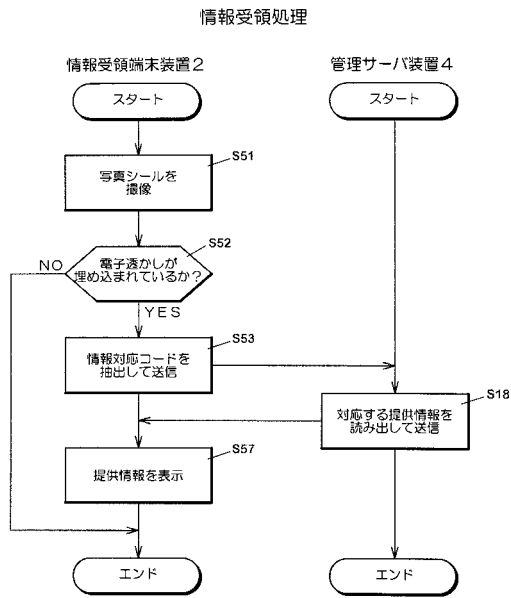 情報受領処理
情報受領端末装置2
管理サーバ装置4
スタート
スタート
S51
写真シールを
撮像
S52
電子透かしが
埋め込まれているか?
NO
YES
S53
情報対応コードを
抽出して送信
S18
対応する提供情報を
読み出して送信
S57
提供情報を表示
エンド
エンド